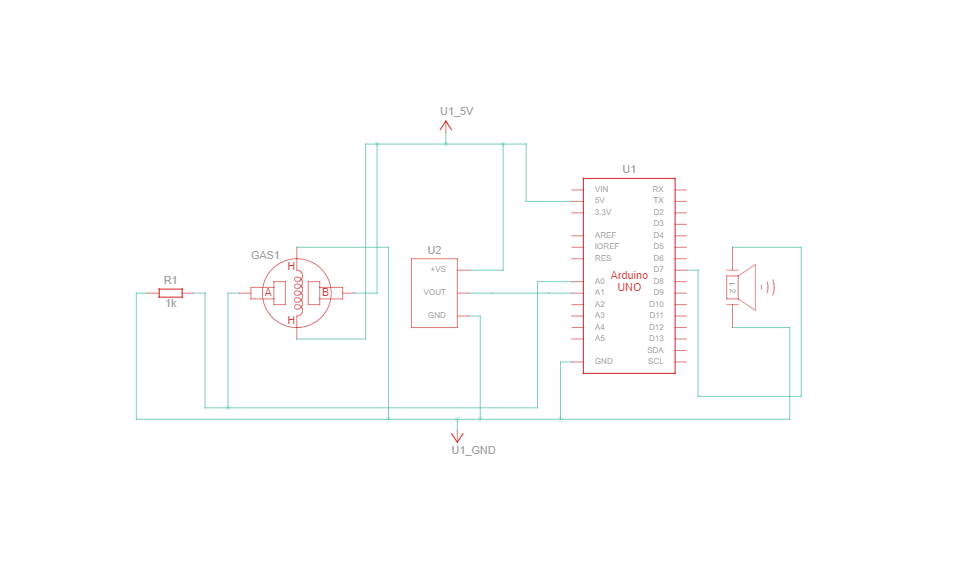 U1_5V
U1
VIN
5V
3.3V
AREF
IOREF
RES
A0
A1
A2
A3
A4
A5
GND
Arduino
UNO
RX
TX
D2
D3
D4
D5
D6
D7
D8
D9
D10
D11
D12
D13
SDA
SCL
GAS1
H
A
B
H
U2
+VS
VOUT
GND
R1
1k
1 2
U1_GND